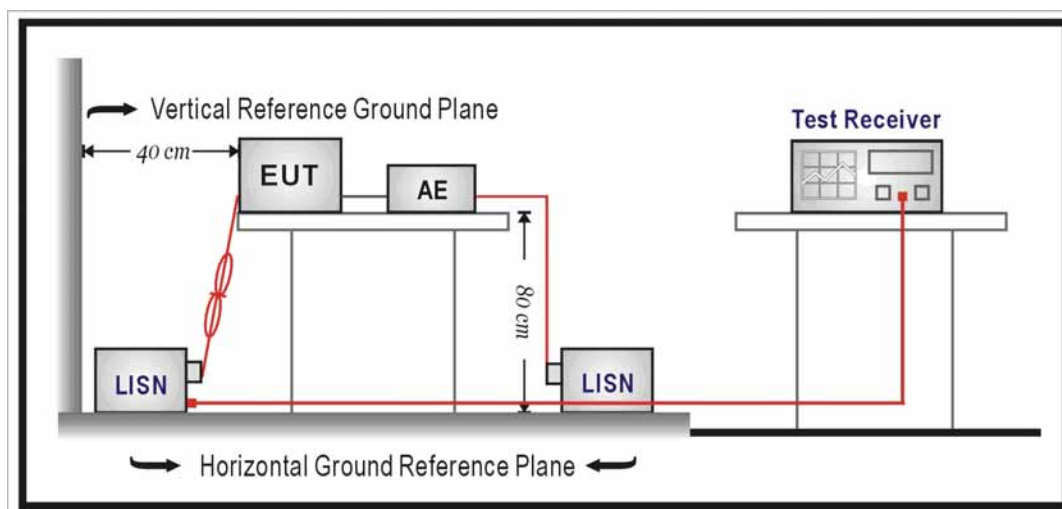 Vertical Reference Ground Plane
40 cm
EUT
AE
Test Receiver
80 cm
LISN
LISN
Horizontal Ground Reference Plane